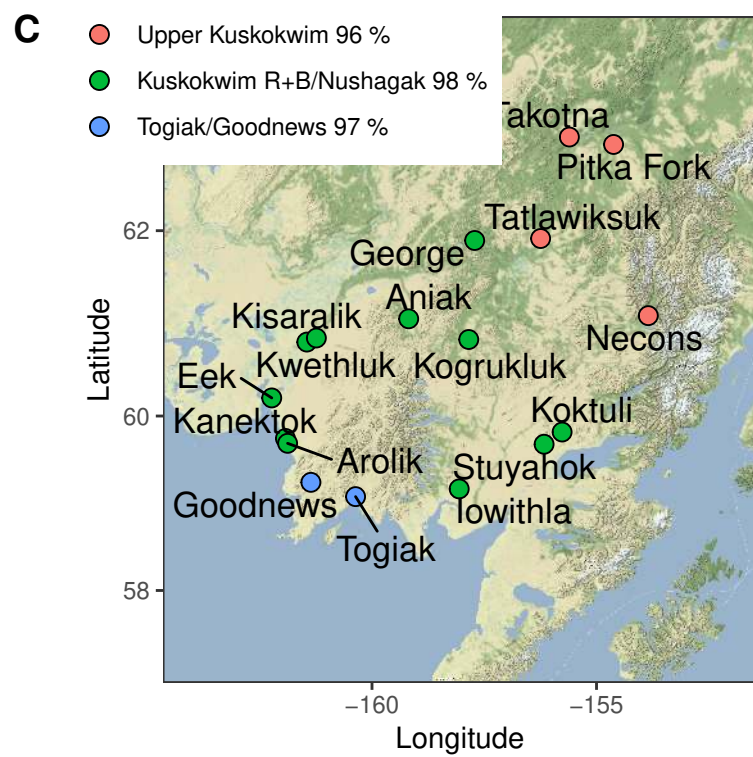 C
Upper Kuskokwim 96 %
Kuskokwim R+B/Nushagak 98 %
Togiak/Goodnews 97 %
Takotna
Pitka Fork
Tatlawiksuk
62
George
Aniak
Kisaralik
Necons
Kwethluk
Kogrukluk
Eek
60
Kanektok
Koktuli
Arolik
Stuyahok
Goodnews
Iowithla
Togiak
58
Latitude
−160
−155
Longitude